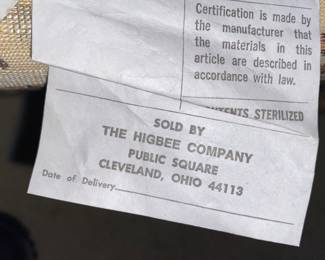 Certification is made by
the manufacturer that
the materials in this
article are described in
accordance with law.
STERILIZED
SOLD BY
THE HIGBEE COMPANY
PUBLIC SQUARE
CLEVELAND, OHIO 44113
Date of Delivery